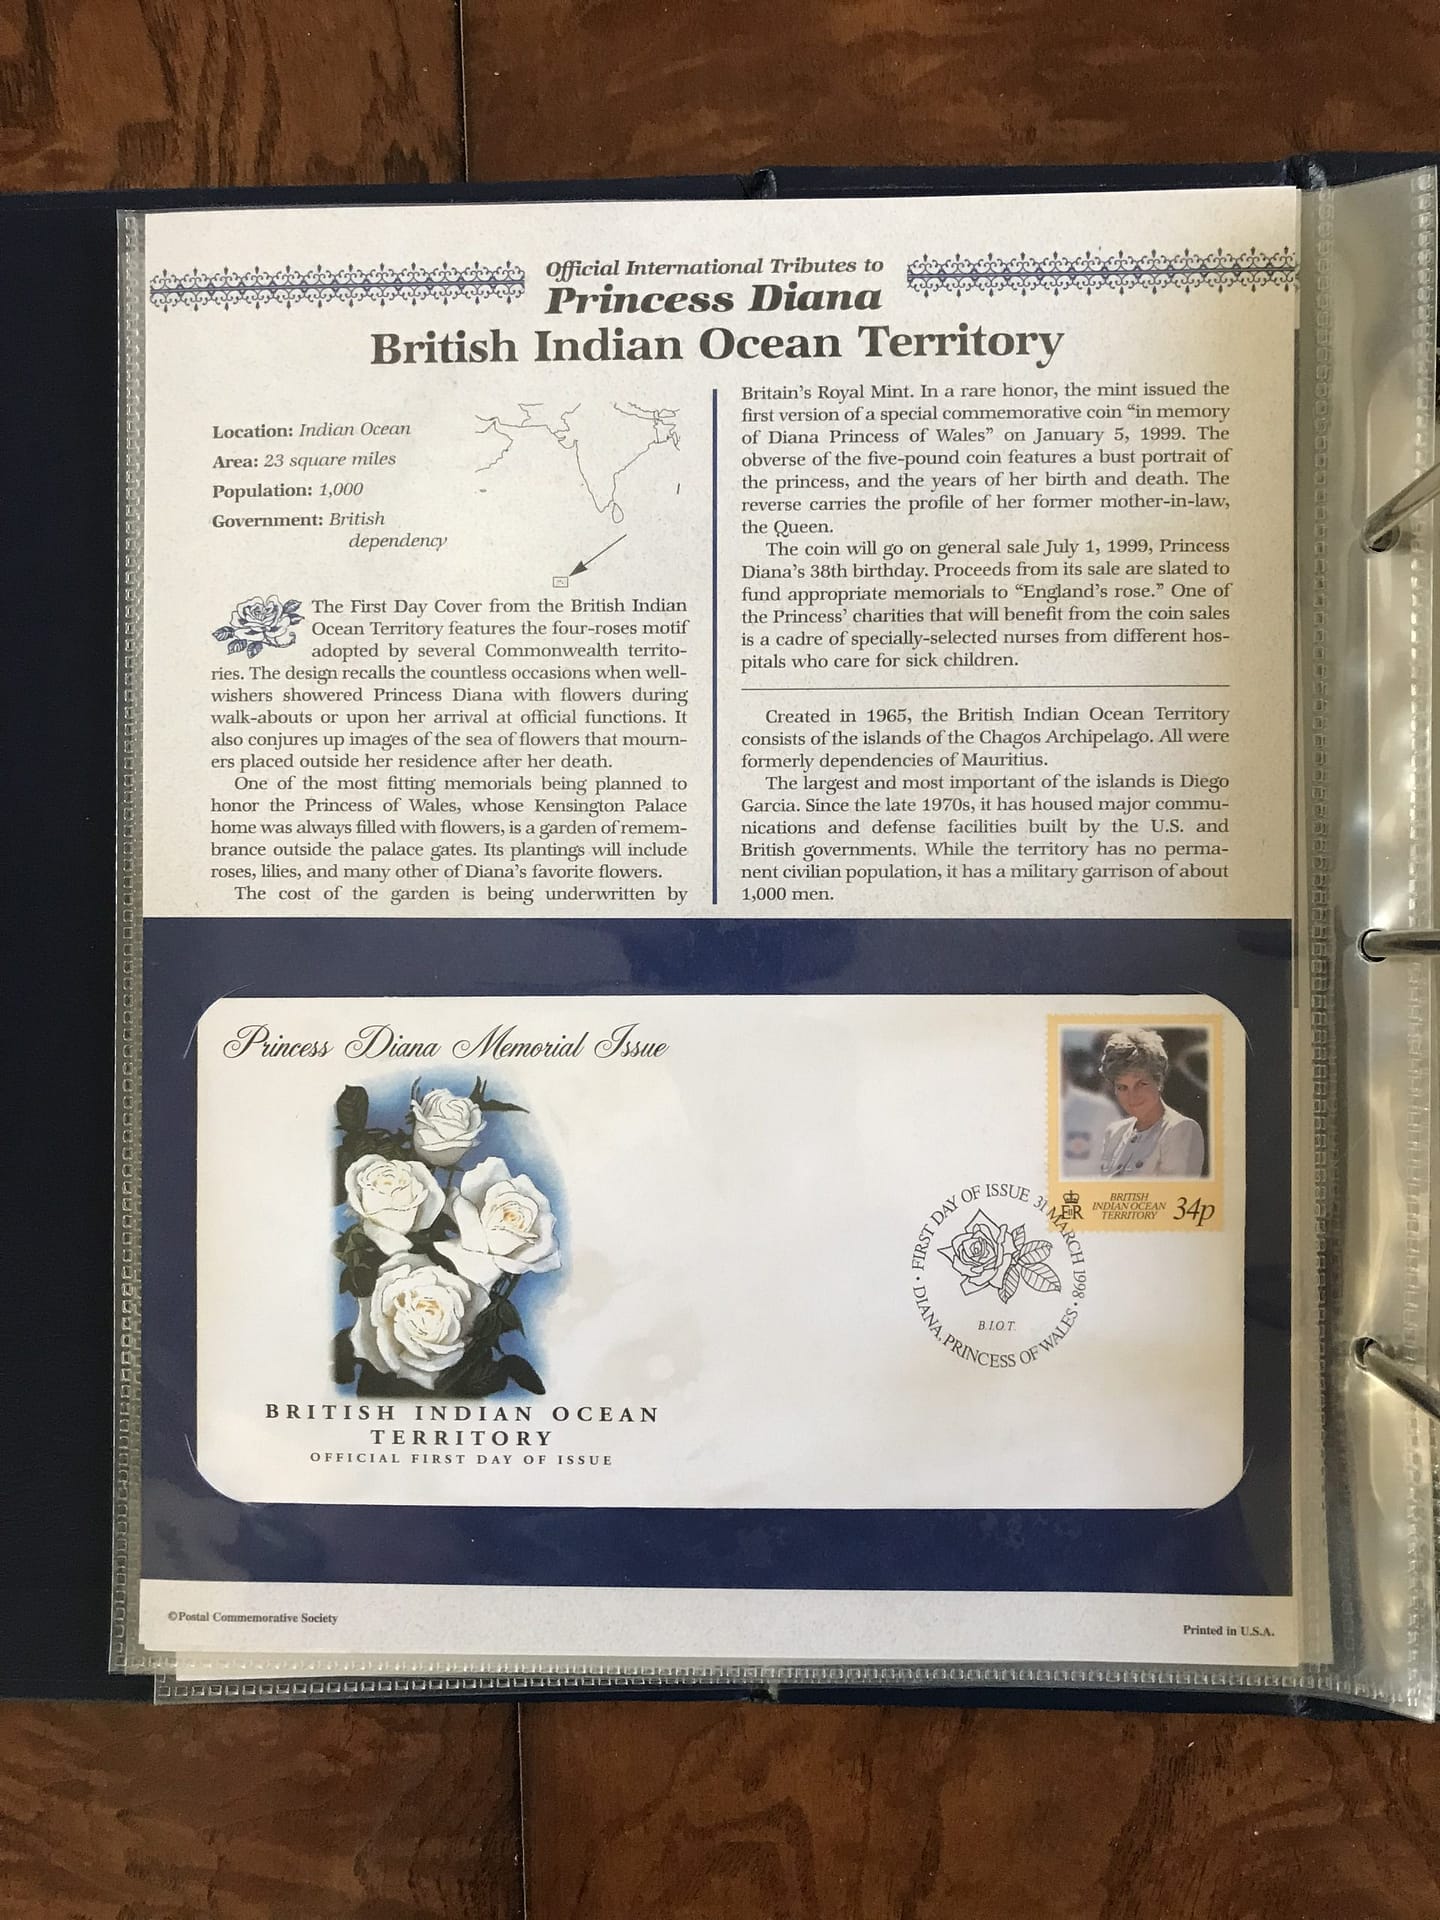 Official International Tributes to
Princess Diana
British Indian Ocean Territory
Location: Indian Ocean
Area: 23 square miles
Population: 1,000
Government: British
dependency
The First Day Cover from the British Indian
Ocean Territory features the four-roses motif
adopted by several Commonwealth territo-
ries. The design recalls the countless occasions when well-
wishers showered Princess Diana with flowers during
walk-abouts or upon her arrival at official functions. It
also conjures up images of the sea of flowers that mourn-
ers placed outside her residence after her death.
One of the most fitting memorials being planned to
honor the Princess of Wales, whose Kensington Palace
home was always filled with flowers, is a garden of remem-
brance outside the palace gates. Its plantings will include
roses, lilies, and many other of Diana's favorite flowers.
The cost of the garden is being underwritten by
Britain's Royal Mint. In a rare honor, the mint issued the
first version of a special commemorative coin “in memory
of Diana Princess of Wales” on January 5, 1999. The
obverse of the five-pound coin features a bust portrait of
the princess, and the years of her birth and death. The
reverse carries the profile of her former mother-in-law,
the Queen.
The coin will go on general sale July 1, 1999, Princess
Diana's 38th birthday. Proceeds from its sale are slated to
fund appropriate memorials to “England's rose.” One of
the Princess' charities that will benefit from the coin sales
is a cadre of specially-selected nurses from different hos-
pitals who care for sick children.
Created in 1965, the British Indian Ocean Territory
consists of the islands of the Chagos Archipelago. All were
formerly dependencies of Mauritius.
The largest and most important of the islands is Diego
Garcia. Since the late 1970s, it has housed major commu-
nications and defense facilities built by the U.S. and
British governments. While the territory has no perma-
nent civilian population, it has a military garrison of about
1,000 men.
Princess Diana Memorial Issue
BRITISH INDIAN OCEAN
TERRITORY
OFFICIAL FIRST DAY OF ISSUE
EIIR
BRITISH
INDIAN OCEAN
TERRITORY
34p
FIRST DAY OF ISSUE 31 MARCH 1998
B.I.O.T.
DIANA, PRINCESS OF WALES
©Postal Commemorative Society
Printed in U.S.A.